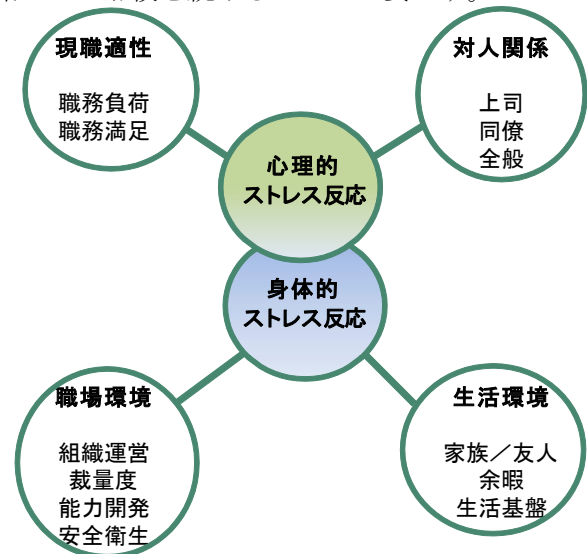 現職適性
職務負荷
職務満足
対人関係
上司
同僚
全般
心理的
ストレス反応
身体的
ストレス反応
職場環境
組織運営
裁量度
能力開発
安全衛生
生活環境
家族／友人
余暇
生活基盤